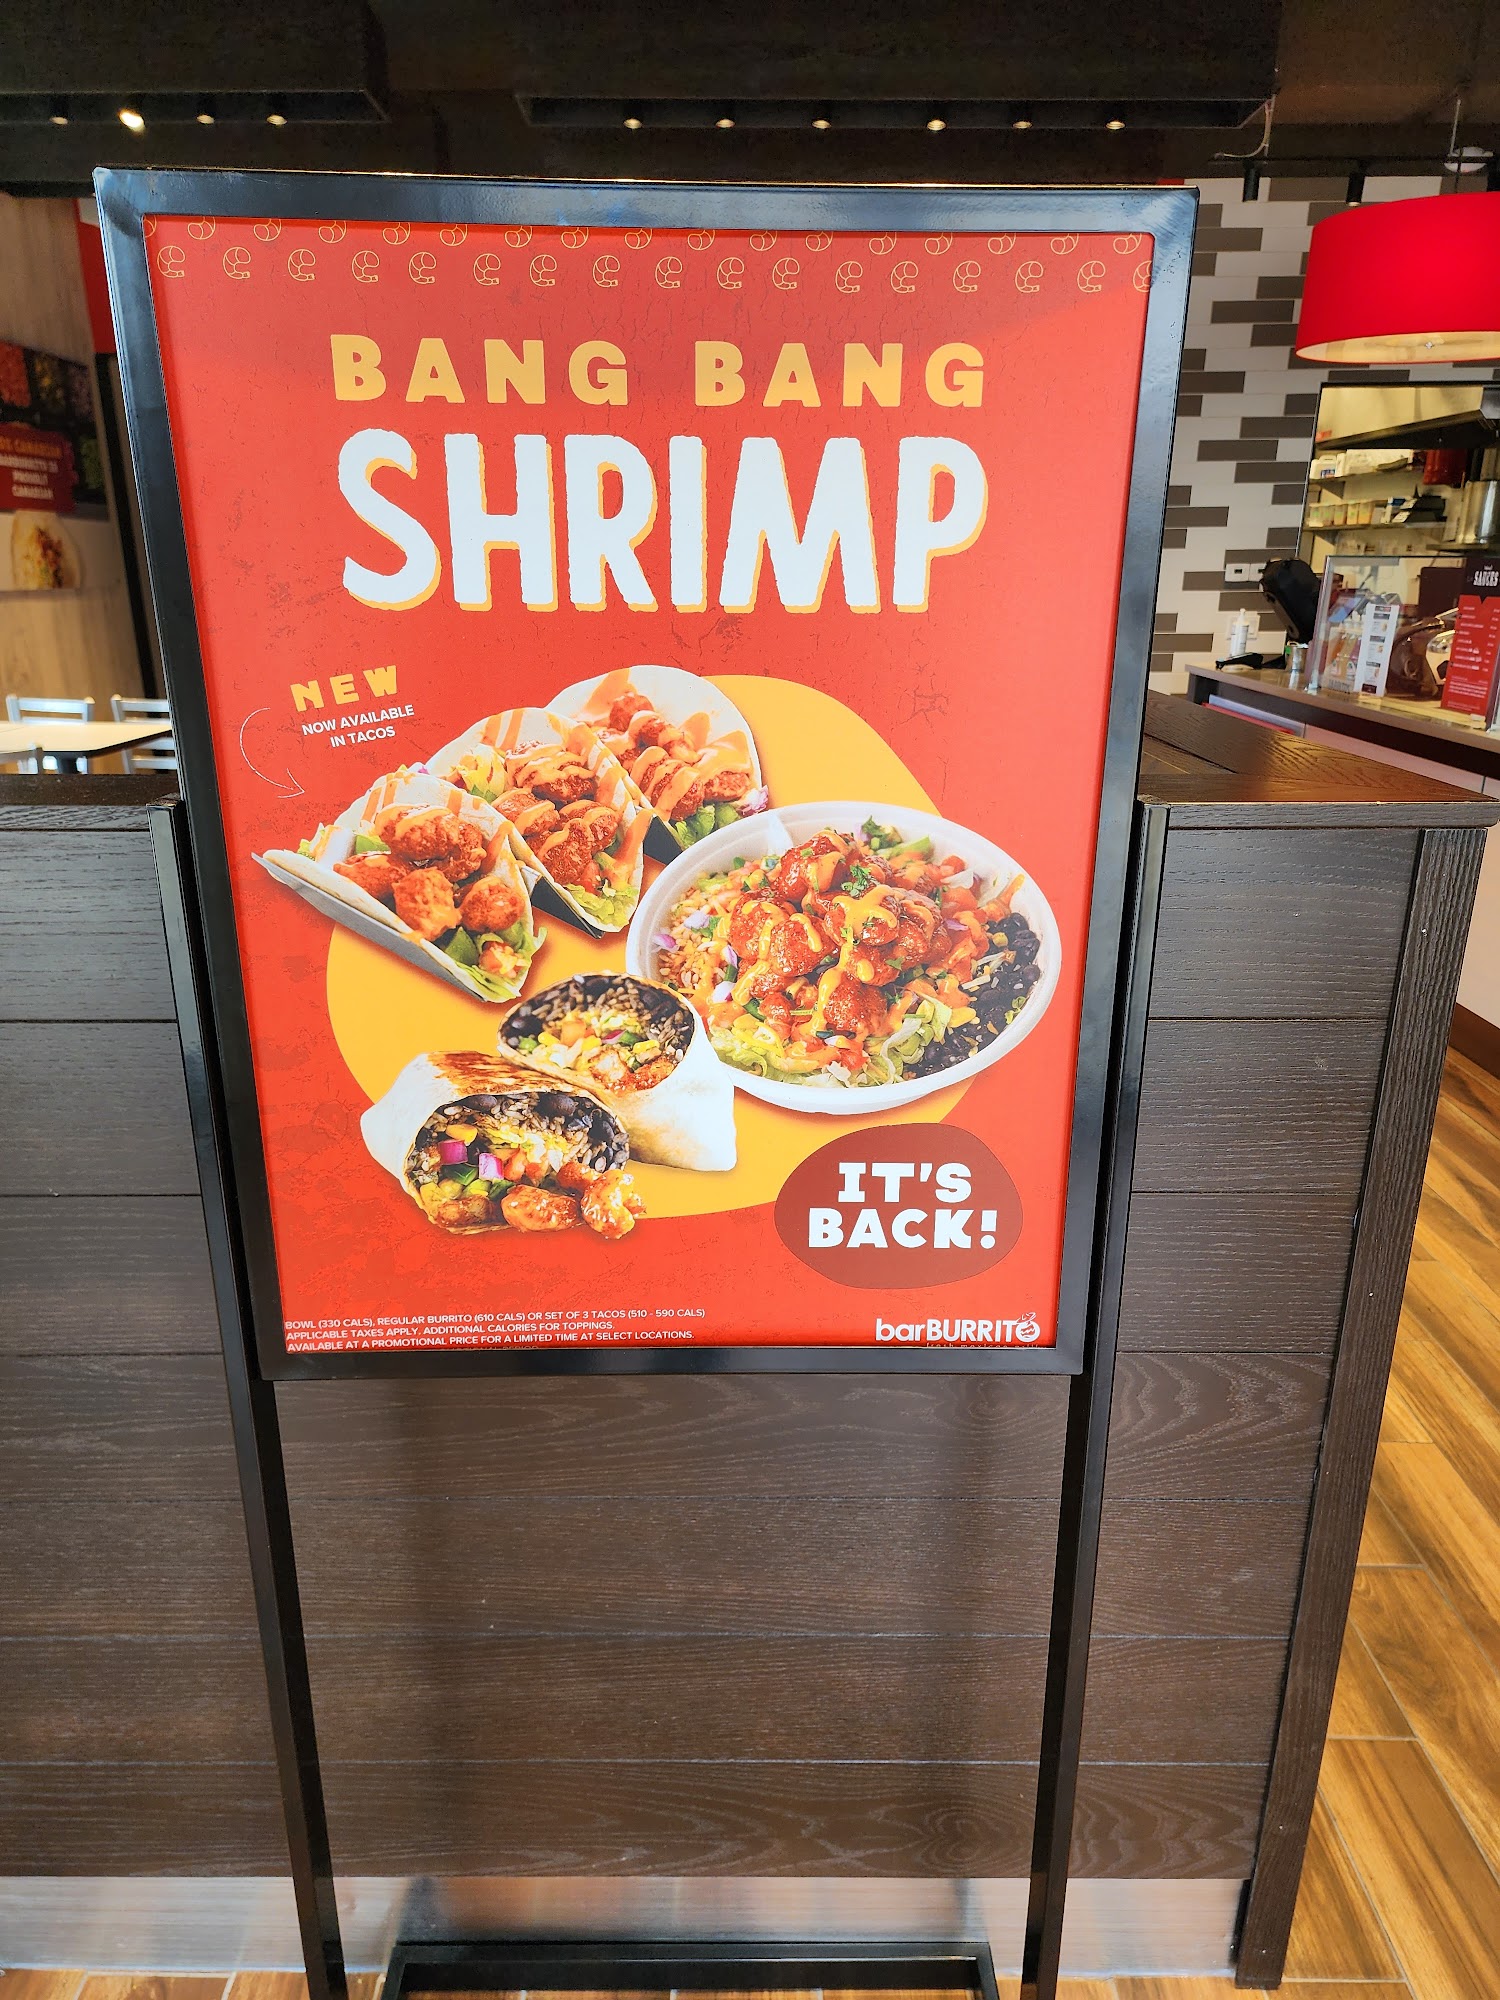 BANG BANG
SHRIMP
NEW
NOW AVAILABLE
IN TACOS
IT'S
BACK!
BOWL (330 CALS), REGULAR BURRITO (610 CALS) OR SET OF 3 TACOS (510 - 590 CALS)
APPLICABLE TAXES APPLY. ADDITIONAL CALORIES FOR TOPPINGS.
AVAILABLE AT A PROMOTIONAL PRICE FOR A LIMITED TIME AT SELECT LOCATIONS.
barBURRITO
SAUCES